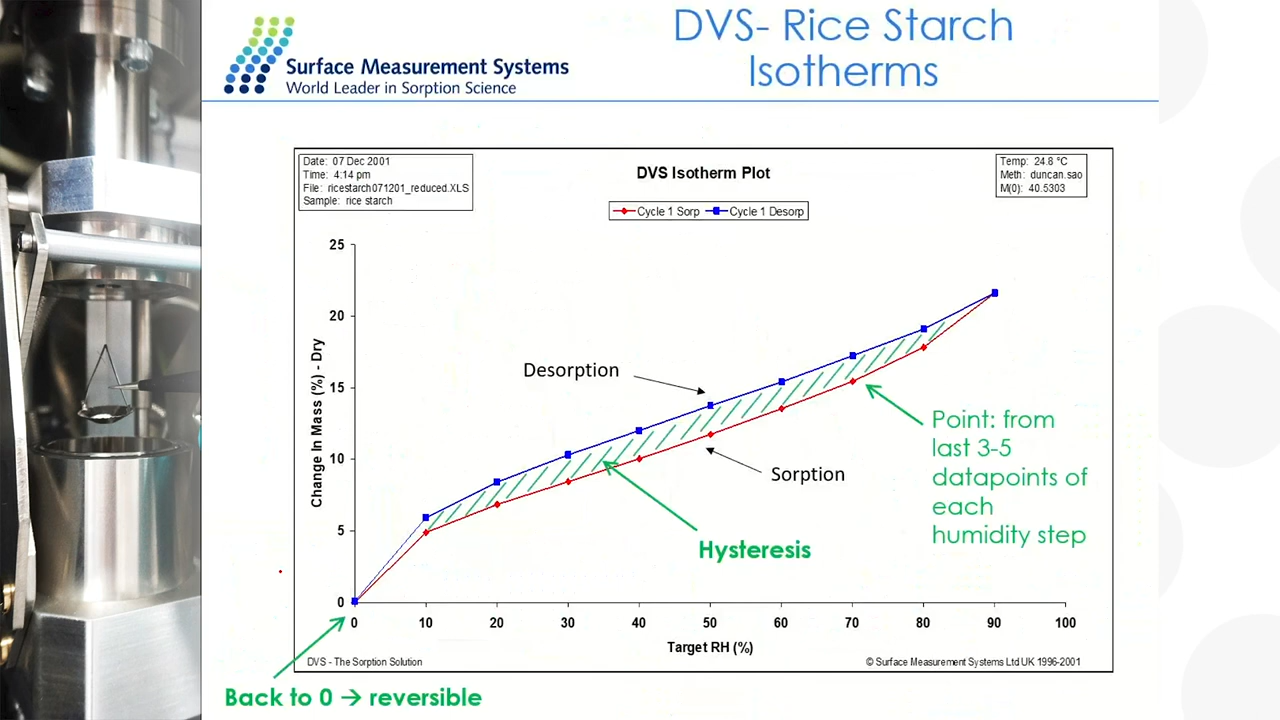 DVS- Rice Starch
Isotherms
Surface Measurement Systems
World Leader in Sorption Science
Date: 07 Dec 2001
Time: 4:14 pm
File: ricestarch071201_reduced.XLS
Sample: rice starch
DVS Isotherm Plot
Temp: 24.8 °C
Meth: duncan.sao
M(0): 40.5303
Cycle 1 Sorp
Cycle 1 Desorp
Change In Mass (%) - Dry
25
20
15
10
5
0
Desorption
Sorption
Hysteresis
Point: from
last 3-5
datapoints of
each
humidity step
0 10 20 30 40 50 60 70 80 90 100
Target RH (%)
DVS - The Sorption Solution
© Surface Measurement Systems Ltd UK 1996-2001
Back to 0 → reversible